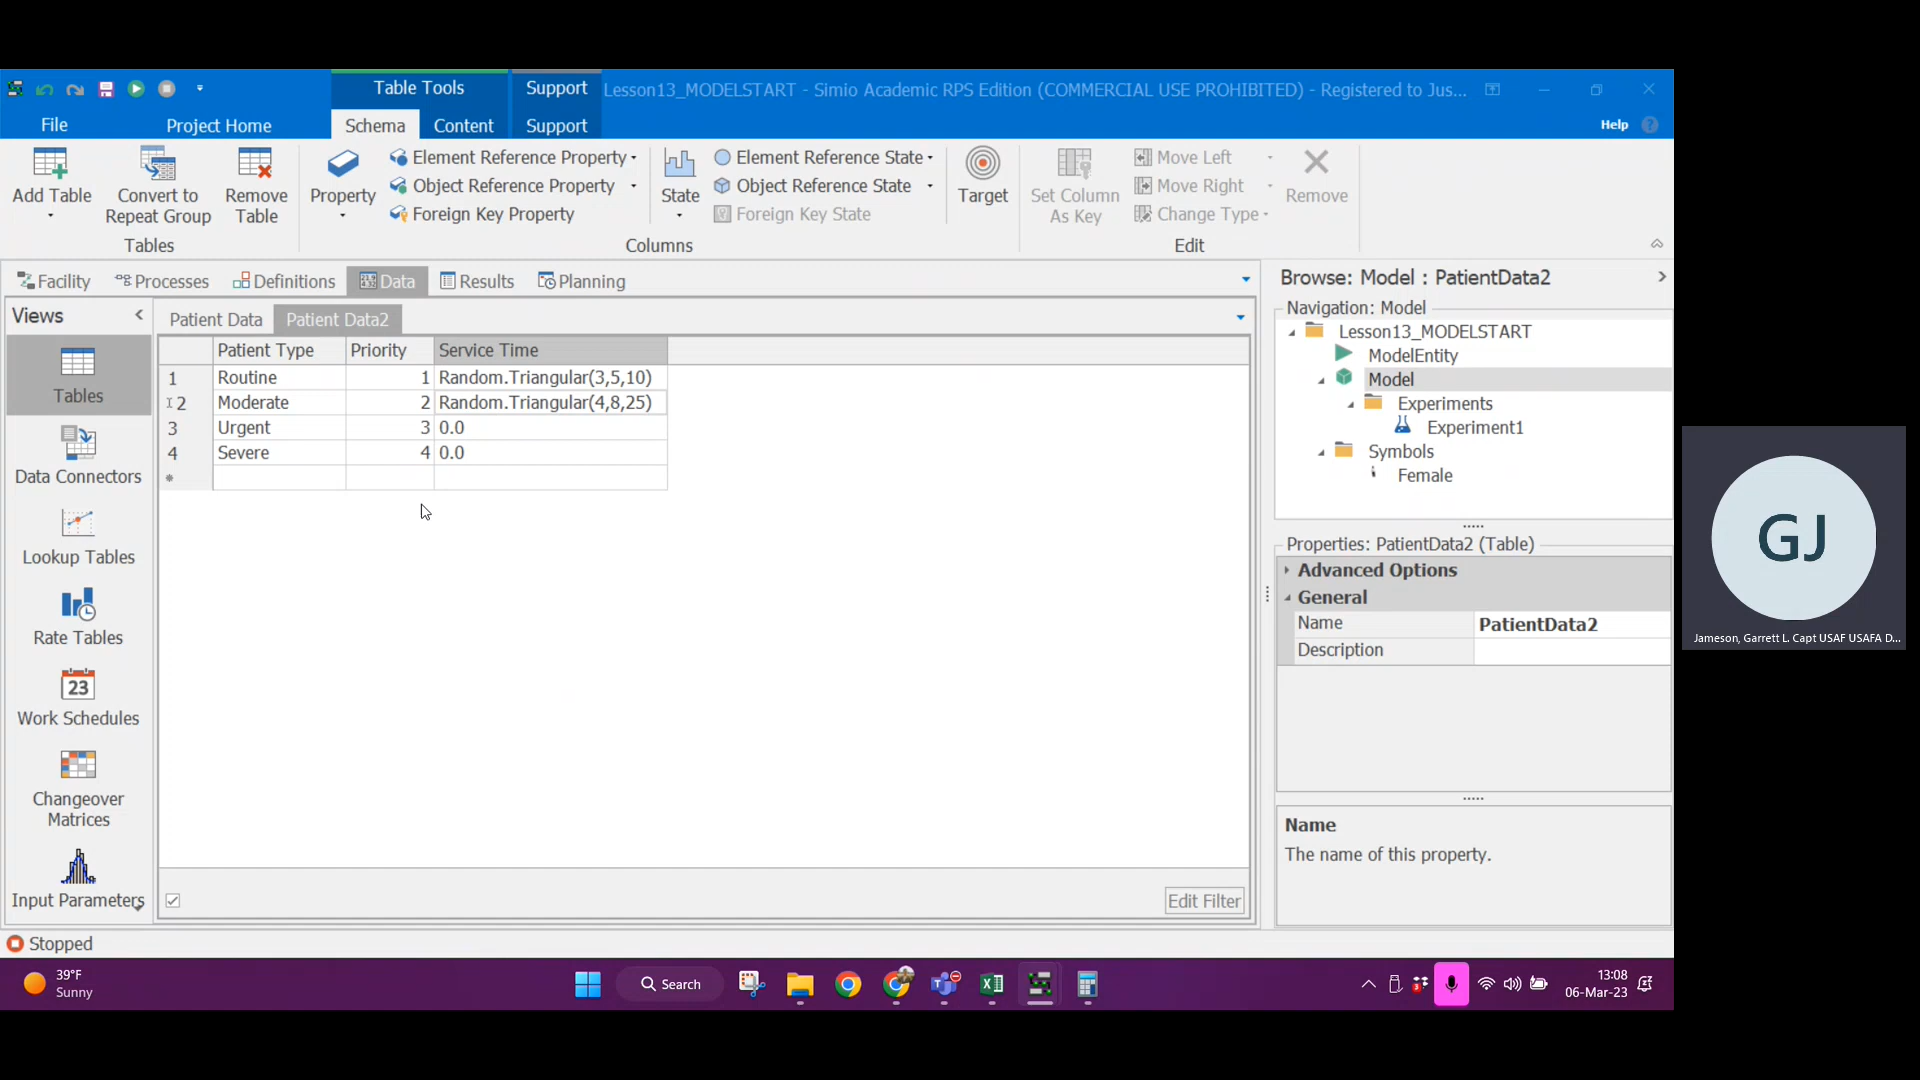 Table Tools
Support
Lesson13_MODELSTART - Simio Academic RPS Edition (COMMERCIAL USE PROHIBITED) - Registered to Jus...
File
Project Home
Schema
Content
Support
Help
Add Table
Convert to
Repeat Group
Remove
Table
Tables
Property
Element Reference Property
Object Reference Property
Foreign Key Property
State
Element Reference State
Object Reference State
Foreign Key State
Columns
Target
Set Column
As Key
Move Left
Move Right
Change Type
Remove
Edit
Facility
Processes
Definitions
Data
Results
Planning
Views
Tables
Data Connectors
Lookup Tables
Rate Tables
23
Work Schedules
Changeover
Matrices
Input Parameters
Patient Data
Patient Data2
Patient Type Priority Service Time
1 Routine 1 Random.Triangular(3,5,10)
2 Moderate 2 Random.Triangular(4,8,25)
3 Urgent 3 0.0
4 Severe 4 0.0
*
Edit Filter
Browse: Model : PatientData2
Navigation: Model
Lesson13_MODELSTART
ModelEntity
Model
Experiments
Experiment1
Symbols
Female
Properties: PatientData2 (Table)
Advanced Options
General
Name PatientData2
Description
Name
The name of this property.
GJ
Jameson, Garrett L. Capt USAF USAFA D...
Stopped
39°F
Sunny
Search
13:08
06-Mar-23